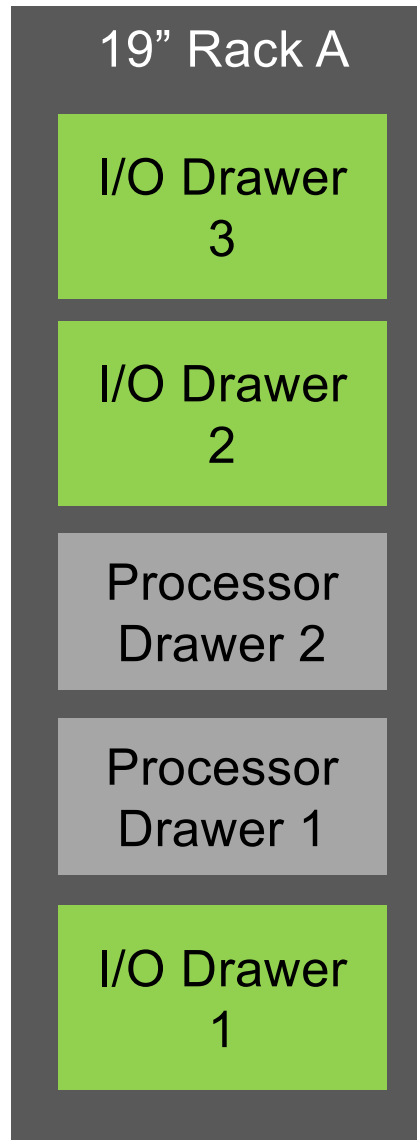 19” Rack A
I/O Drawer
3
I/O Drawer
2
Processor
Drawer 2
Processor
Drawer 1
I/O Drawer
1